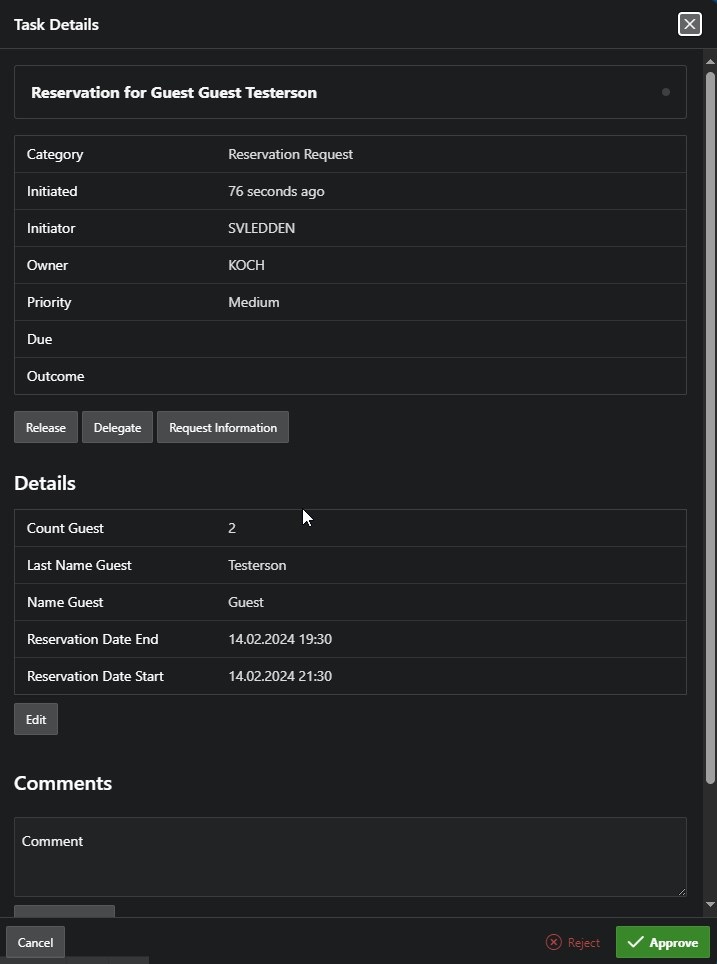 Task Details
Reservation for Guest Guest Testerson
Category Reservation Request
Initiated 76 seconds ago
Initiator SVLEDDEN
Owner KOCH
Priority Medium
Due
Outcome
Release Delegate Request Information
Details
Count Guest 2
Last Name Guest Testerson
Name Guest Guest
Reservation Date End 14.02.2024 19:30
Reservation Date Start 14.02.2024 21:30
Edit
Comments
Comment
Cancel Reject Approve